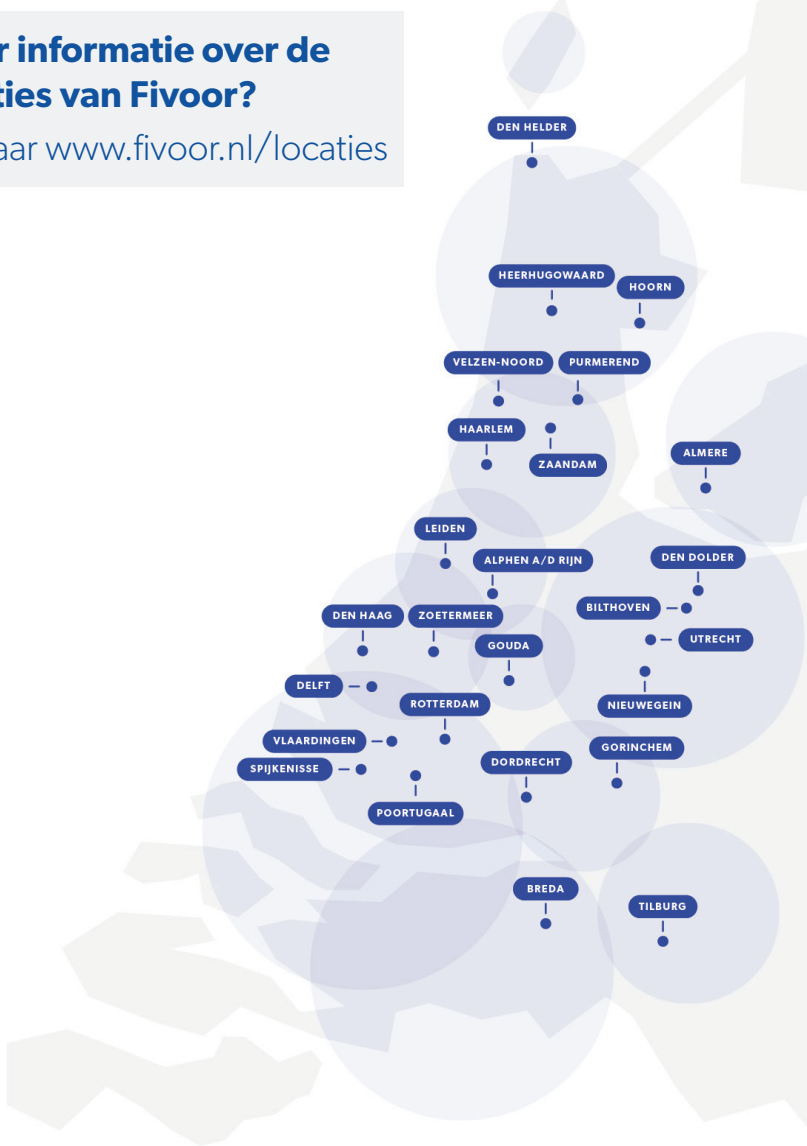 r informatie over de
ties van Fivoor?
aar www.fivoor.nl/locaties
DEN HELDER
HEERHUGOWAARD
HOORN
VELZEN-NOORD
PURMEREND
HAARLEM
ZAANDAM
ALMERE
LEIDEN
ALPHEN A/D RIJN
DEN DOLDER
BILTHOVEN
DEN HAAG
ZOETERMEER
GOUDA
UTRECHT
DELFT
ROTTERDAM
NIEUWEGEIN
VLAARDINGEN
GORINCHEM
SPIJKENISSE
DORDRECHT
POORTUGAAL
BREDA
TILBURG